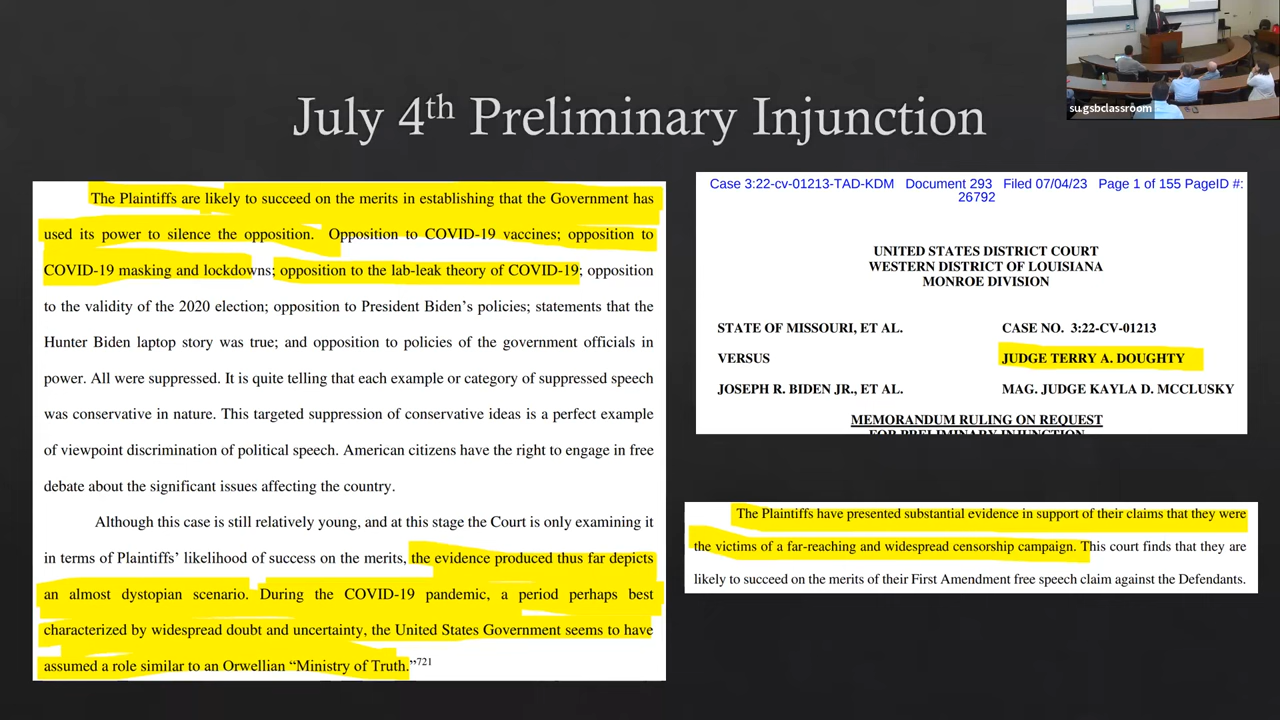 su.gsbclassroom
July 4th Preliminary Injunction
The Plaintiffs are likely to succeed on the merits in establishing that the Government has
used its power to silence the opposition. Opposition to COVID-19 vaccines; opposition to
COVID-19 masking and lockdowns; opposition to the lab-leak theory of COVID-19; opposition
to the validity of the 2020 election; opposition to President Biden's policies; statements that the
Hunter Biden laptop story was true; and opposition to policies of the government officials in
power. All were suppressed. It is quite telling that each example or category of suppressed speech
was conservative in nature. This targeted suppression of conservative ideas is a perfect example
of viewpoint discrimination of political speech. American citizens have the right to engage in free
debate about the significant issues affecting the country.
Although this case is still relatively young, and at this stage the Court is only examining it
in terms of Plaintiffs' likelihood of success on the merits, the evidence produced thus far depicts
an almost dystopian scenario. During the COVID-19 pandemic, a period perhaps best
characterized by widespread doubt and uncertainty, the United States Government seems to have
assumed a role similar to an Orwellian “Ministry of Truth.”721
Case 3:22-cv-01213-TAD-KDM Document 293 Filed 07/04/23 Page 1 of 155 PageID #:
26792
UNITED STATES DISTRICT COURT
WESTERN DISTRICT OF LOUISIANA
MONROE DIVISION
STATE OF MISSOURI, ET AL. CASE NO. 3:22-CV-01213
VERSUS JUDGE TERRY A. DOUGHTY
JOSEPH R. BIDEN JR., ET AL. MAG. JUDGE KAYLA D. MCCLUSKY
MEMORANDUM RULING ON REQUEST
FOR PRELIMINARY INJUNCTION
The Plaintiffs have presented substantial evidence in support of their claims that they were
the victims of a far-reaching and widespread censorship campaign. This court finds that they are
likely to succeed on the merits of their First Amendment free speech claim against the Defendants.